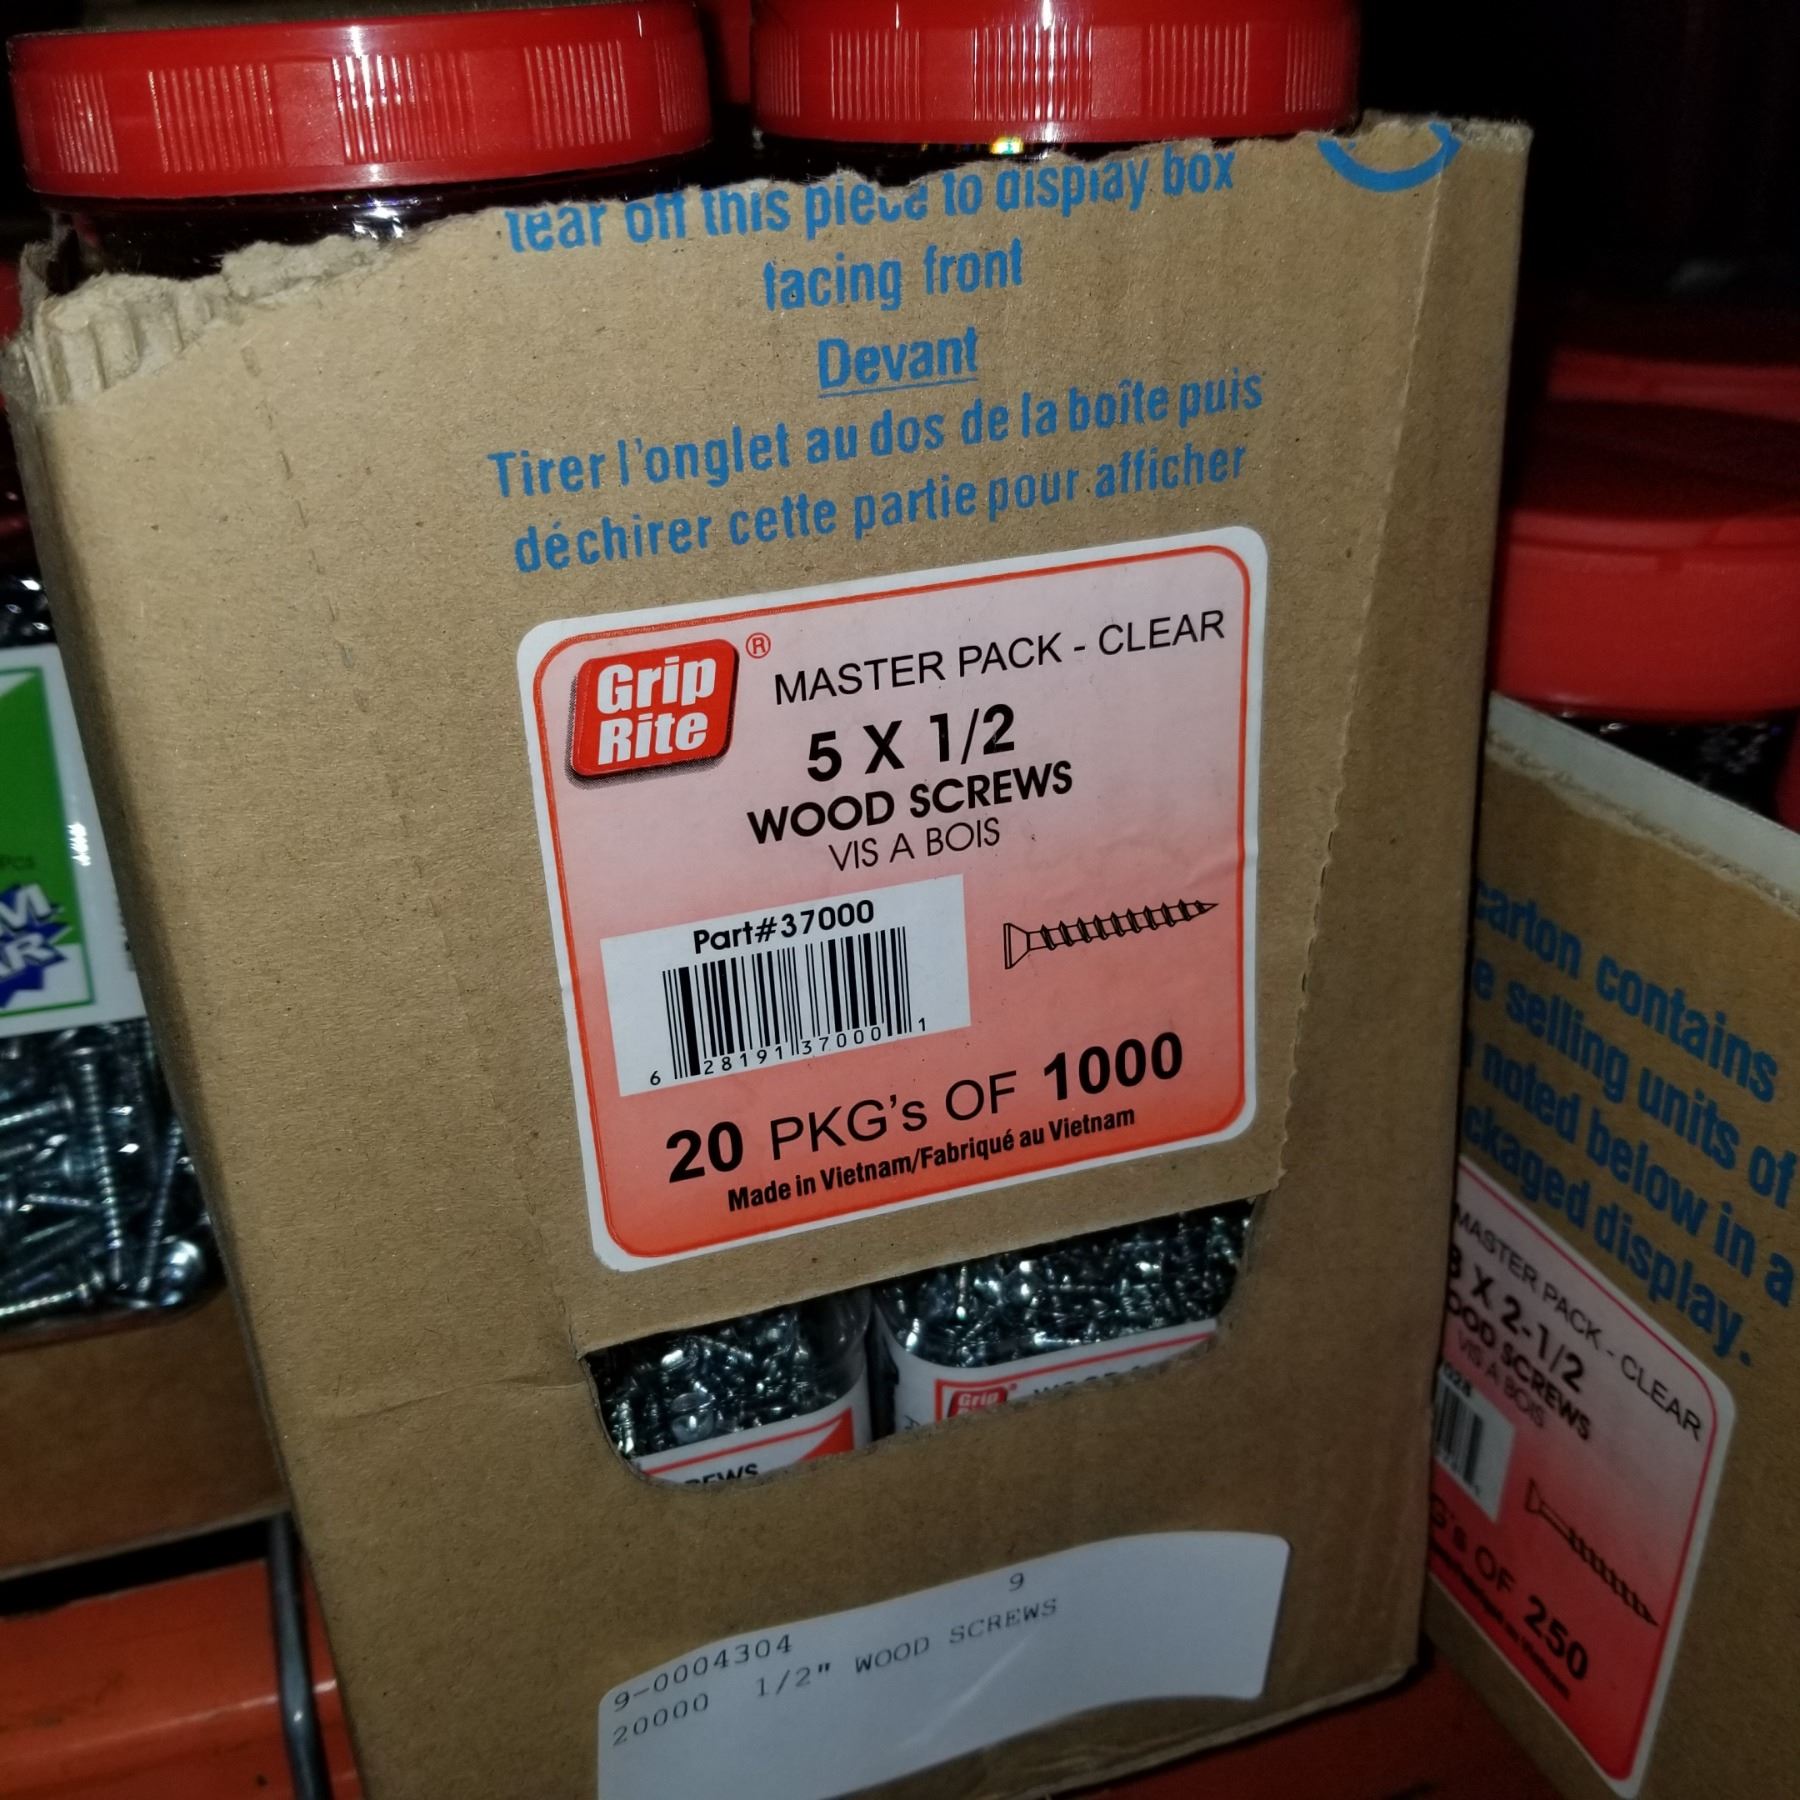 tear off this piece to display box
facing front
Devant
Tirer l'onglet au dos de la boîte puis
déchirer cette partie pour afficher
Grip Rite ®
MASTER PACK - CLEAR
5 X 1/2
WOOD SCREWS
VIS A BOIS
Part#37000
6 28191 37000 1
20 PKG's OF 1000
Made in Vietnam/Fabriqué au Vietnam
Grip
9
9-0004304
20000 1/2" WOOD SCREWS
carton contains
selling units of
noted below in a
display.
MASTER PACK - CLEAR
X 2-1/2
SCREWS
VIS A BOIS
OF 250